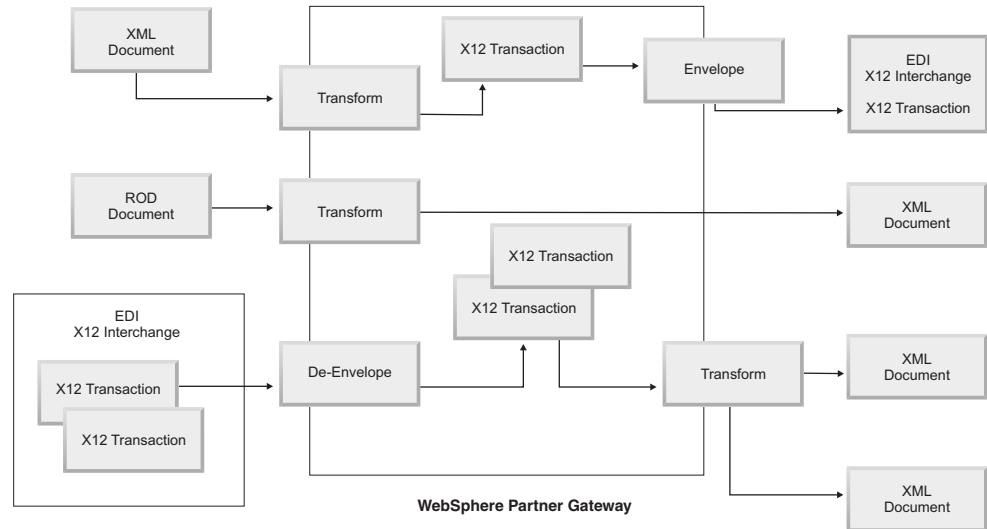 XML
Document
Transform
X12 Transaction
Envelope
EDI
X12 Interchange
X12 Transaction
ROD
Document
Transform
XML
Document
EDI
X12 Interchange
X12 Transaction
X12 Transaction
De-Envelope
X12 Transaction
X12 Transaction
Transform
XML
Document
XML
Document
WebSphere Partner Gateway